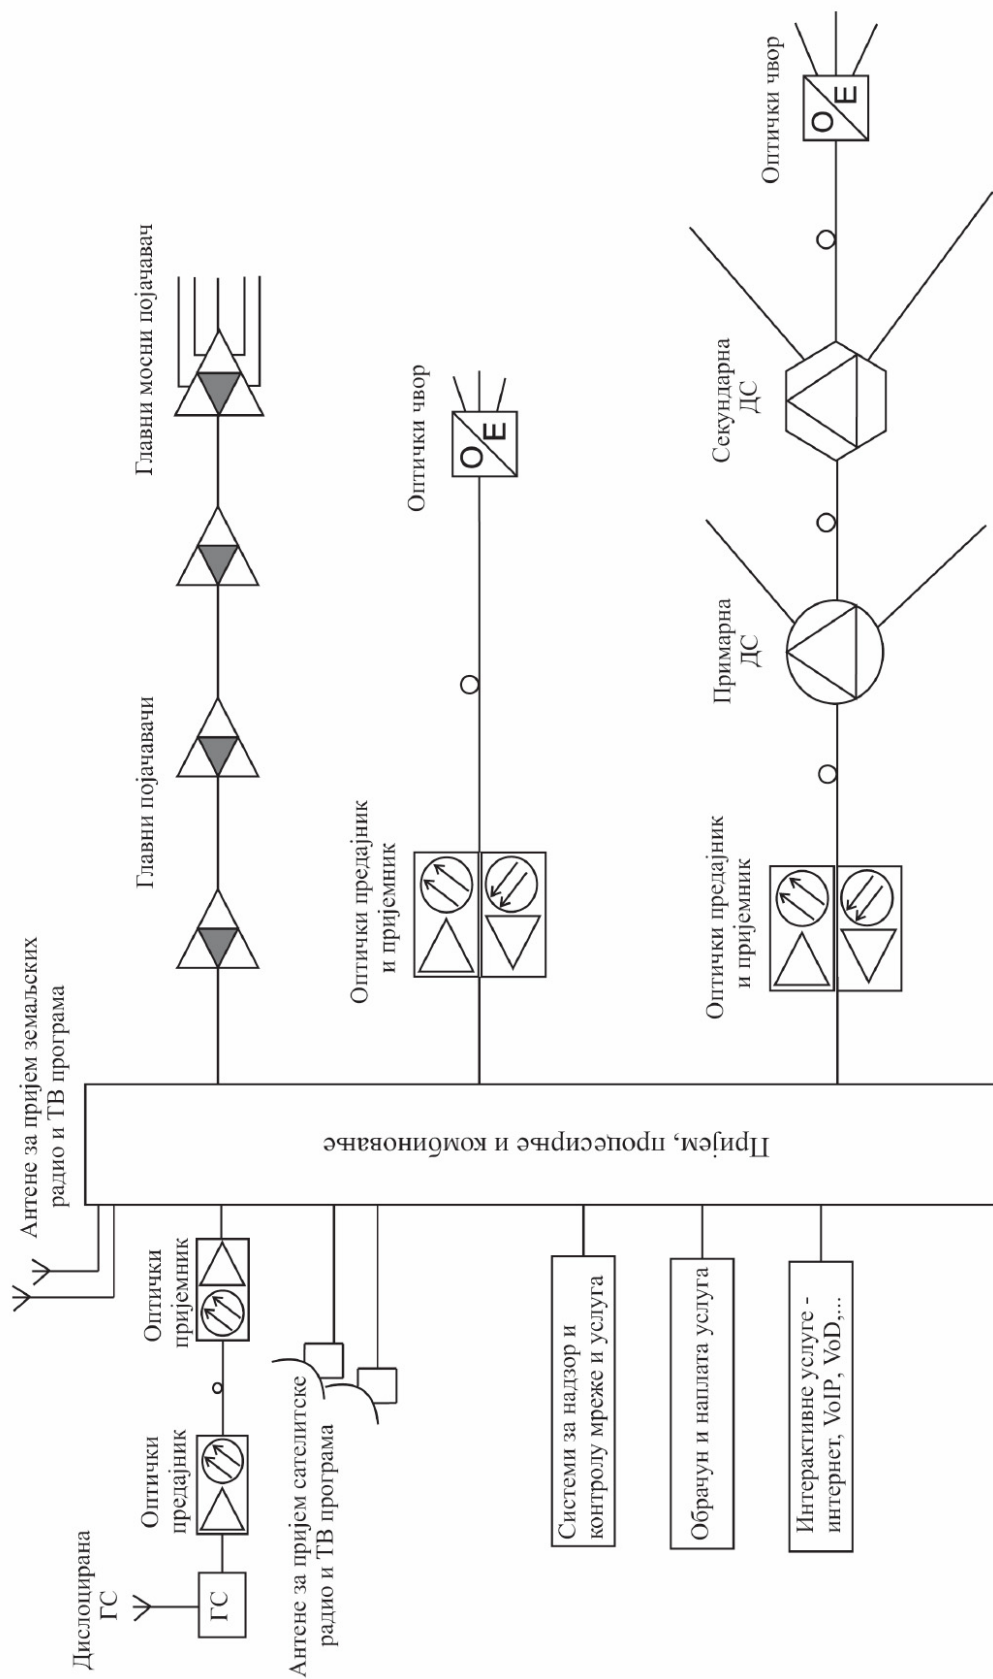 Дислоцирана
ГС
ГС
Оптички
предајник
Оптички
пријемник
Антене за пријем земаљских
радио и ТВ програма
Антене за пријем сателитске
радио и ТВ програма
Системи за надзор и
контролу мреже и услуга
Обрачун и наплата услуга
Интерактивне услуге -
интернет, VoIP, VoD,...
Пријем, процесирње и комбиновање
Главни појачавачи
Главни мосни појачавач
Оптички предајник
и пријемник
Оптички чвор
O
E
Оптички предајник
и пријемник
Примарна
ДС
Секундарна
ДС
Оптички чвор
O
E